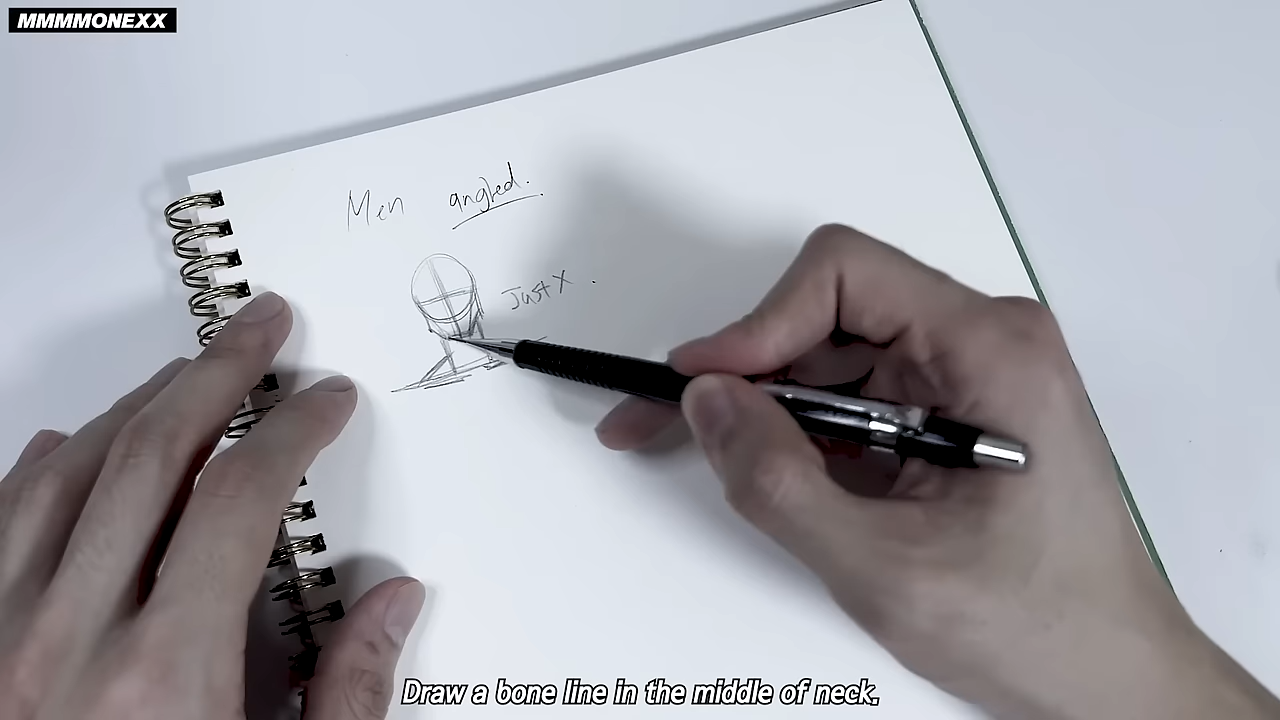 MMMMONEXX
Men angled.
Just X.
Draw a bone line in the middle of neck,